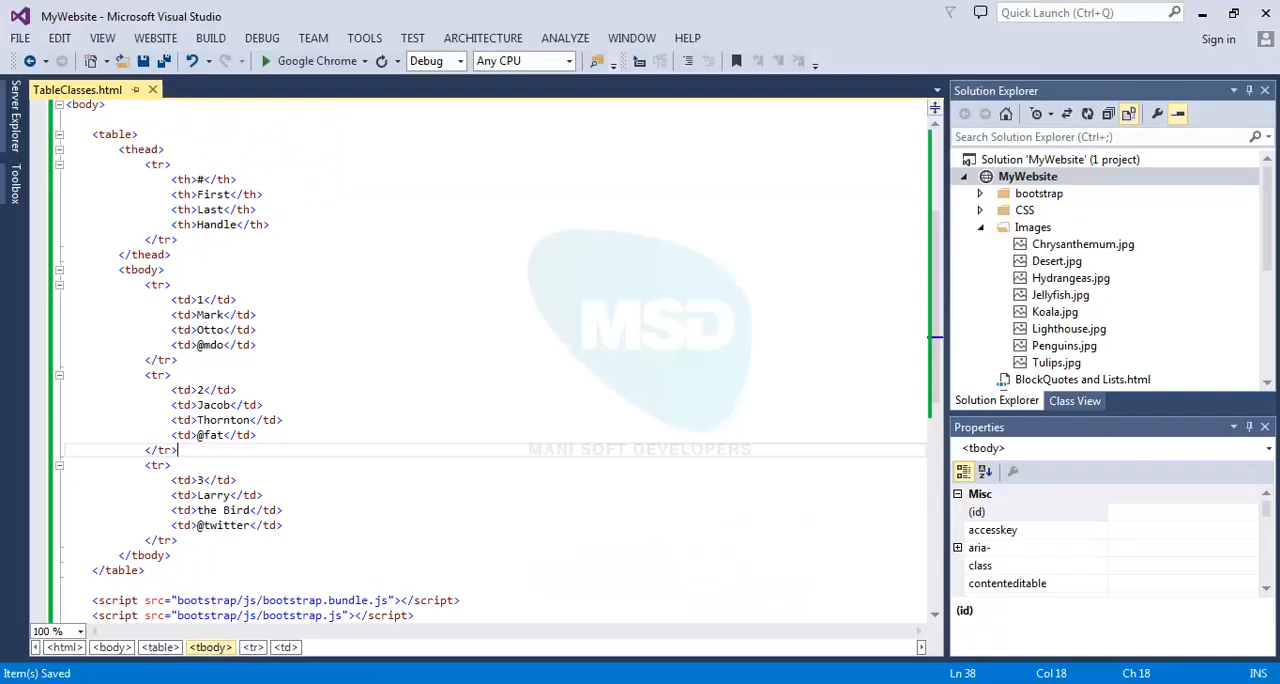 MyWebsite - Microsoft Visual Studio
Quick Launch (Ctrl+Q)
FILE EDIT VIEW WEBSITE BUILD DEBUG TEAM TOOLS TEST ARCHITECTURE ANALYZE WINDOW HELP
Sign in
Google Chrome
Debug
Any CPU
Server Explorer
Toolbox
TableClasses.html
<body>
<table>
<thead>
<tr>
<th>#</th>
<th>First</th>
<th>Last</th>
<th>Handle</th>
</tr>
</thead>
<tbody>
<tr>
<td>1</td>
<td>Mark</td>
<td>Otto</td>
<td>@mdo</td>
</tr>
<tr>
<td>2</td>
<td>Jacob</td>
<td>Thornton</td>
<td>@fat</td>
</tr>
<tr>
<td>3</td>
<td>Larry</td>
<td>the Bird</td>
<td>@twitter</td>
</tr>
</tbody>
</table>
<script src="bootstrap/js/bootstrap.bundle.js"></script>
<script src="bootstrap/js/bootstrap.js"></script>
MSD
MANI SOFT DEVELOPERS
100 %
<html> <body> <table> <tbody> <tr> <td>
Solution Explorer
Search Solution Explorer (Ctrl+;)
Solution 'MyWebsite' (1 project)
MyWebsite
bootstrap
CSS
Images
Chrysanthemum.jpg
Desert.jpg
Hydrangeas.jpg
Jellyfish.jpg
Koala.jpg
Lighthouse.jpg
Penguins.jpg
Tulips.jpg
BlockQuotes and Lists.html
Solution Explorer Class View
Properties
<tbody>
Misc
(id)
accesskey
aria-
class
contenteditable
(id)
Item(s) Saved
Ln 38 Col 18 Ch 18 INS